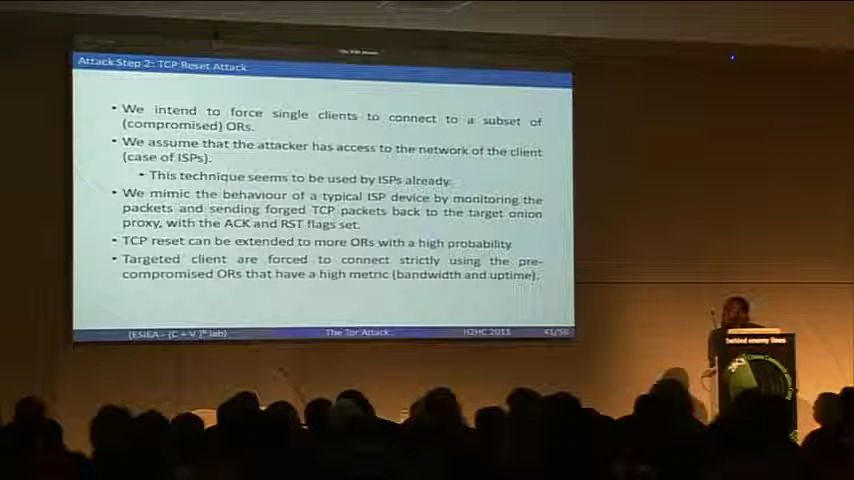 Attack Step 2: TCP Reset Attack
• We intend to force single clients to connect to a subset of
(compromised) ORs.
• We assume that the attacker has access to the network of the client
(case of ISPs).
• This technique seems to be used by ISPs already.
• We mimic the behaviour of a typical ISP device by monitoring the
packets and sending forged TCP packets back to the target onion
proxy, with the ACK and RST flags set.
• TCP reset can be extended to more ORs with a high probability
• Targeted client are forced to connect strictly using the pre-
compromised ORs that have a high metric (bandwidth and uptime).
(ESIEA - (C + V) lab) The Tor Attack H2HC 2011 41/56
behind enemy lines